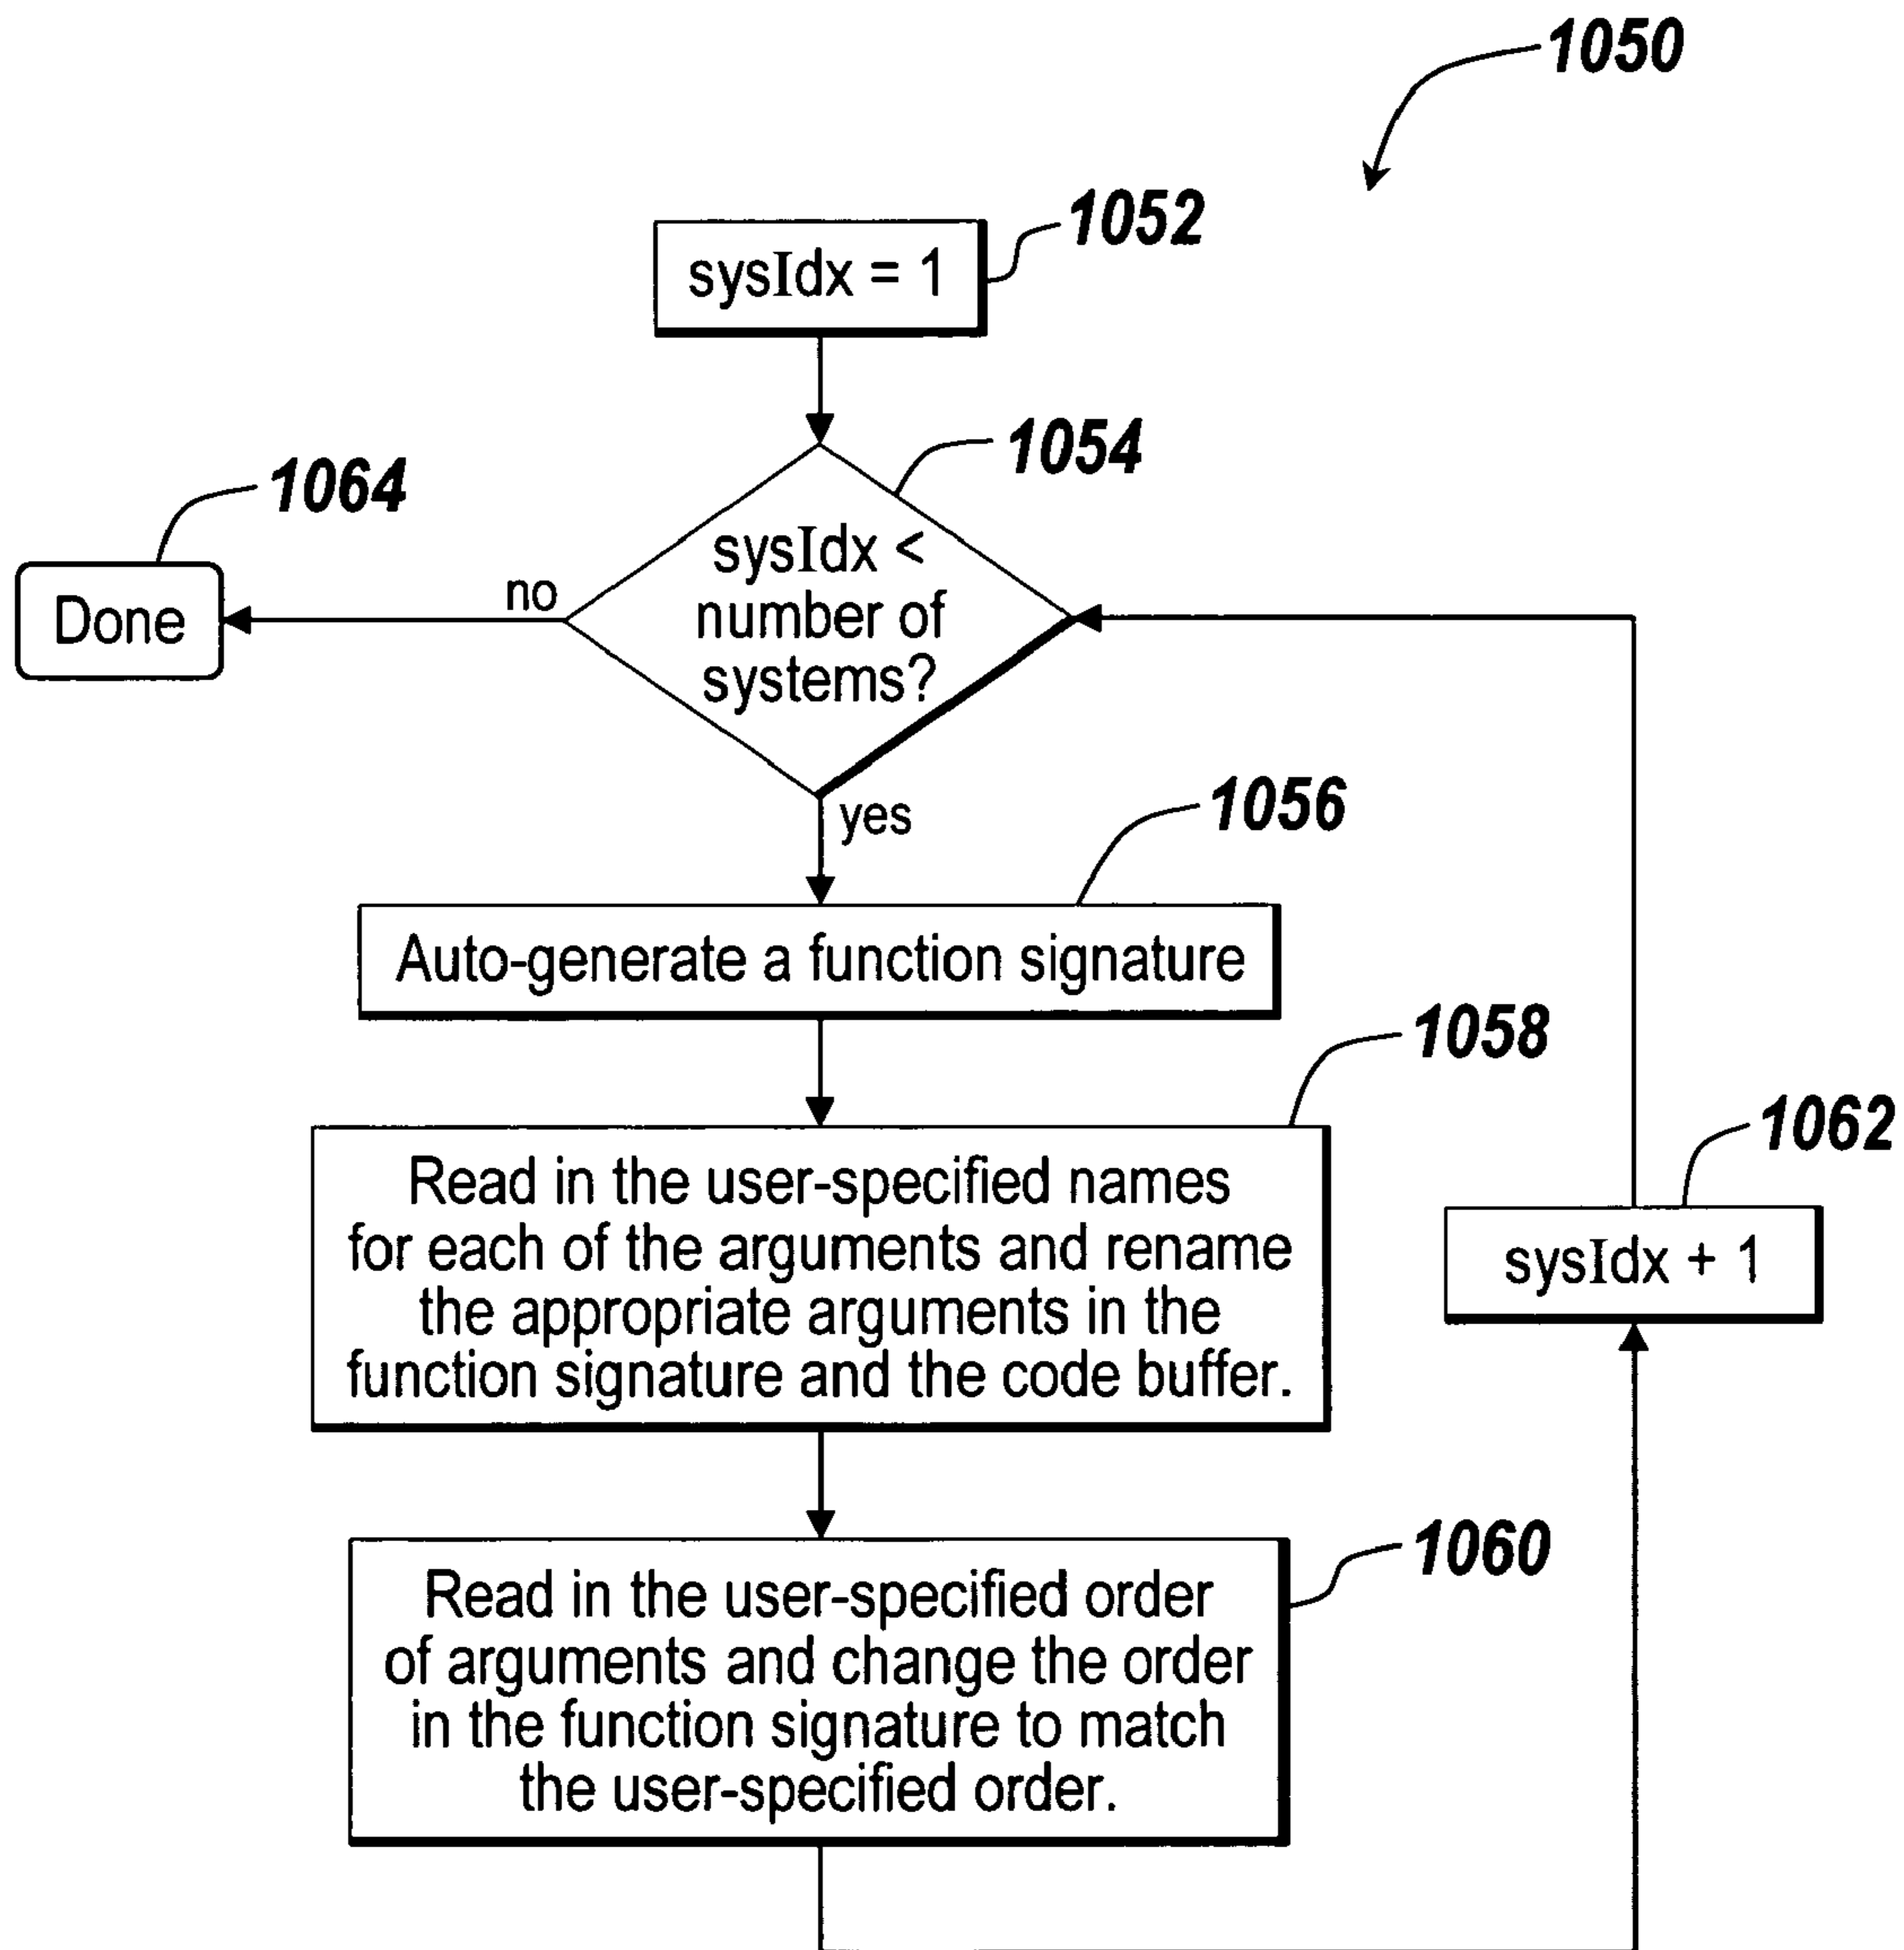 1050
1052
sysIdx = 1
1054
1064
sysIdx <
number of
systems?
no
Done
yes
1056
Auto-generate a function signature
1058
Read in the user-specified names
for each of the arguments and rename
the appropriate arguments in the
function signature and the code buffer.
1062
sysIdx + 1
1060
Read in the user-specified order
of arguments and change the order
in the function signature to match
the user-specified order.